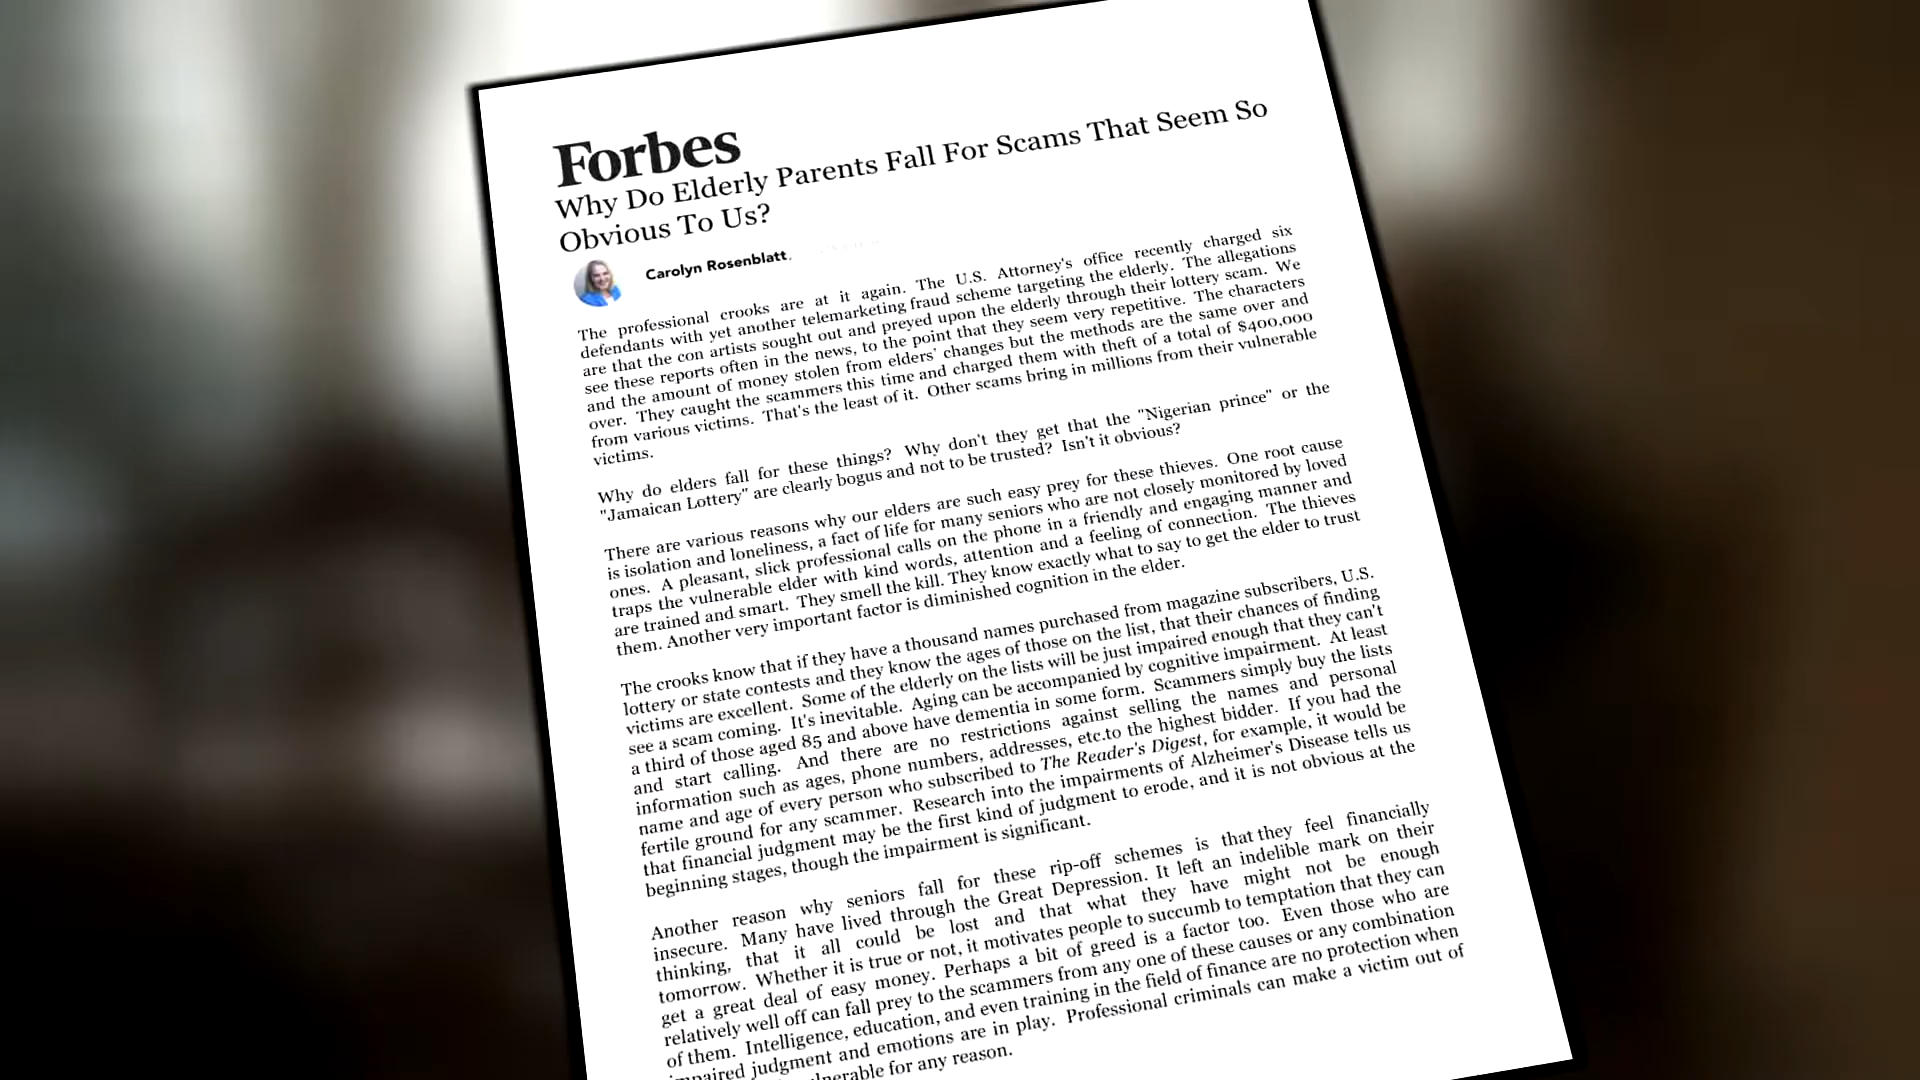 Forbes
Why Do Elderly Parents Fall For Scams That Seem So
Obvious To Us?
Carolyn Rosenblatt,
The professional crooks are at it again. The U.S. Attorney's office recently charged six
defendants with yet another telemarketing fraud scheme targeting the elderly. The allegations
are that the con artists sought out and preyed upon the elderly through their lottery scam. We
see these reports often in the news, to the point that they seem very repetitive. The characters
and the amount of money stolen from elders' changes but the methods are the same over and
over. They caught the scammers this time and charged them with theft of a total of $400,000
from various victims. That's the least of it. Other scams bring in millions from their vulnerable
victims.
Why do elders fall for these things? Why don't they get that the "Nigerian prince" or the
"Jamaican Lottery" are clearly bogus and not to be trusted? Isn't it obvious?
There are various reasons why our elders are such easy prey for these thieves. One root cause
is isolation and loneliness, a fact of life for many seniors who are not closely monitored by loved
ones. A pleasant, slick professional calls on the phone in a friendly and engaging manner and
traps the vulnerable elder with kind words, attention and a feeling of connection. The thieves
are trained and smart. They smell the kill. They know exactly what to say to get the elder to trust
them. Another very important factor is diminished cognition in the elder.
The crooks know that if they have a thousand names purchased from magazine subscribers, U.S.
lottery or state contests and they know the ages of those on the list, that their chances of finding
victims are excellent. Some of the elderly on the lists will be just impaired enough that they can't
see a scam coming. It's inevitable. Aging can be accompanied by cognitive impairment. At least
a third of those aged 85 and above have dementia in some form. Scammers simply buy the lists
and start calling. And there are no restrictions against selling the names and personal
information such as ages, phone numbers, addresses, etc.to the highest bidder. If you had the
name and age of every person who subscribed to The Reader's Digest, for example, it would be
fertile ground for any scammer. Research into the impairments of Alzheimer's Disease tells us
that financial judgment may be the first kind of judgment to erode, and it is not obvious at the
beginning stages, though the impairment is significant.
Another reason why seniors fall for these rip-off schemes is that they feel financially
insecure. Many have lived through the Great Depression. It left an indelible mark on their
thinking, that it all could be lost and that what they have might not be enough
tomorrow. Whether it is true or not, it motivates people to succumb to temptation that they can
get a great deal of easy money. Perhaps a bit of greed is a factor too. Even those who are
relatively well off can fall prey to the scammers from any one of these causes or any combination
of them. Intelligence, education, and even training in the field of finance are no protection when
impaired judgment and emotions are in play. Professional criminals can make a victim out of
for any reason.